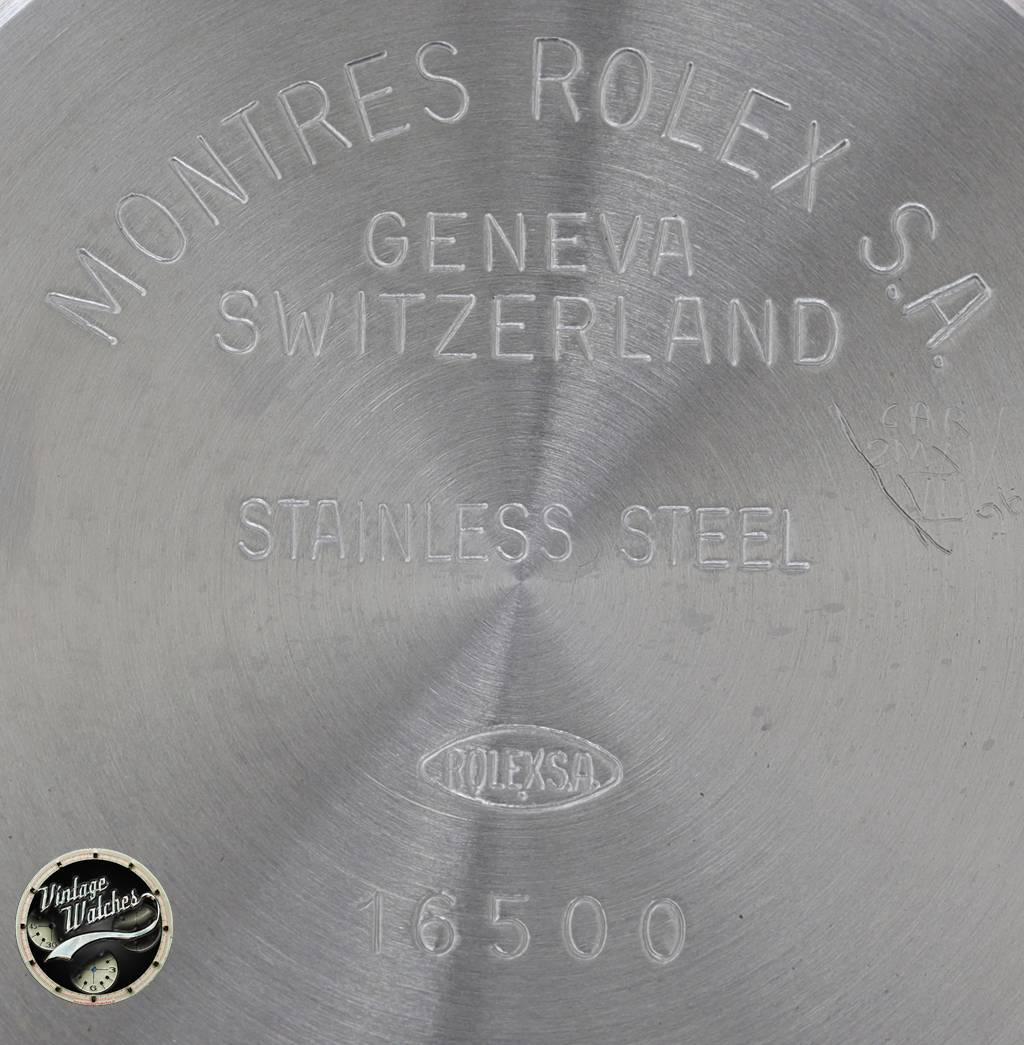 MONTRES ROLEX S.A.
GENEVA
SWITZERLAND
STAINLESS STEEL
ROLEX S.A.
16500
Vintage
Watches